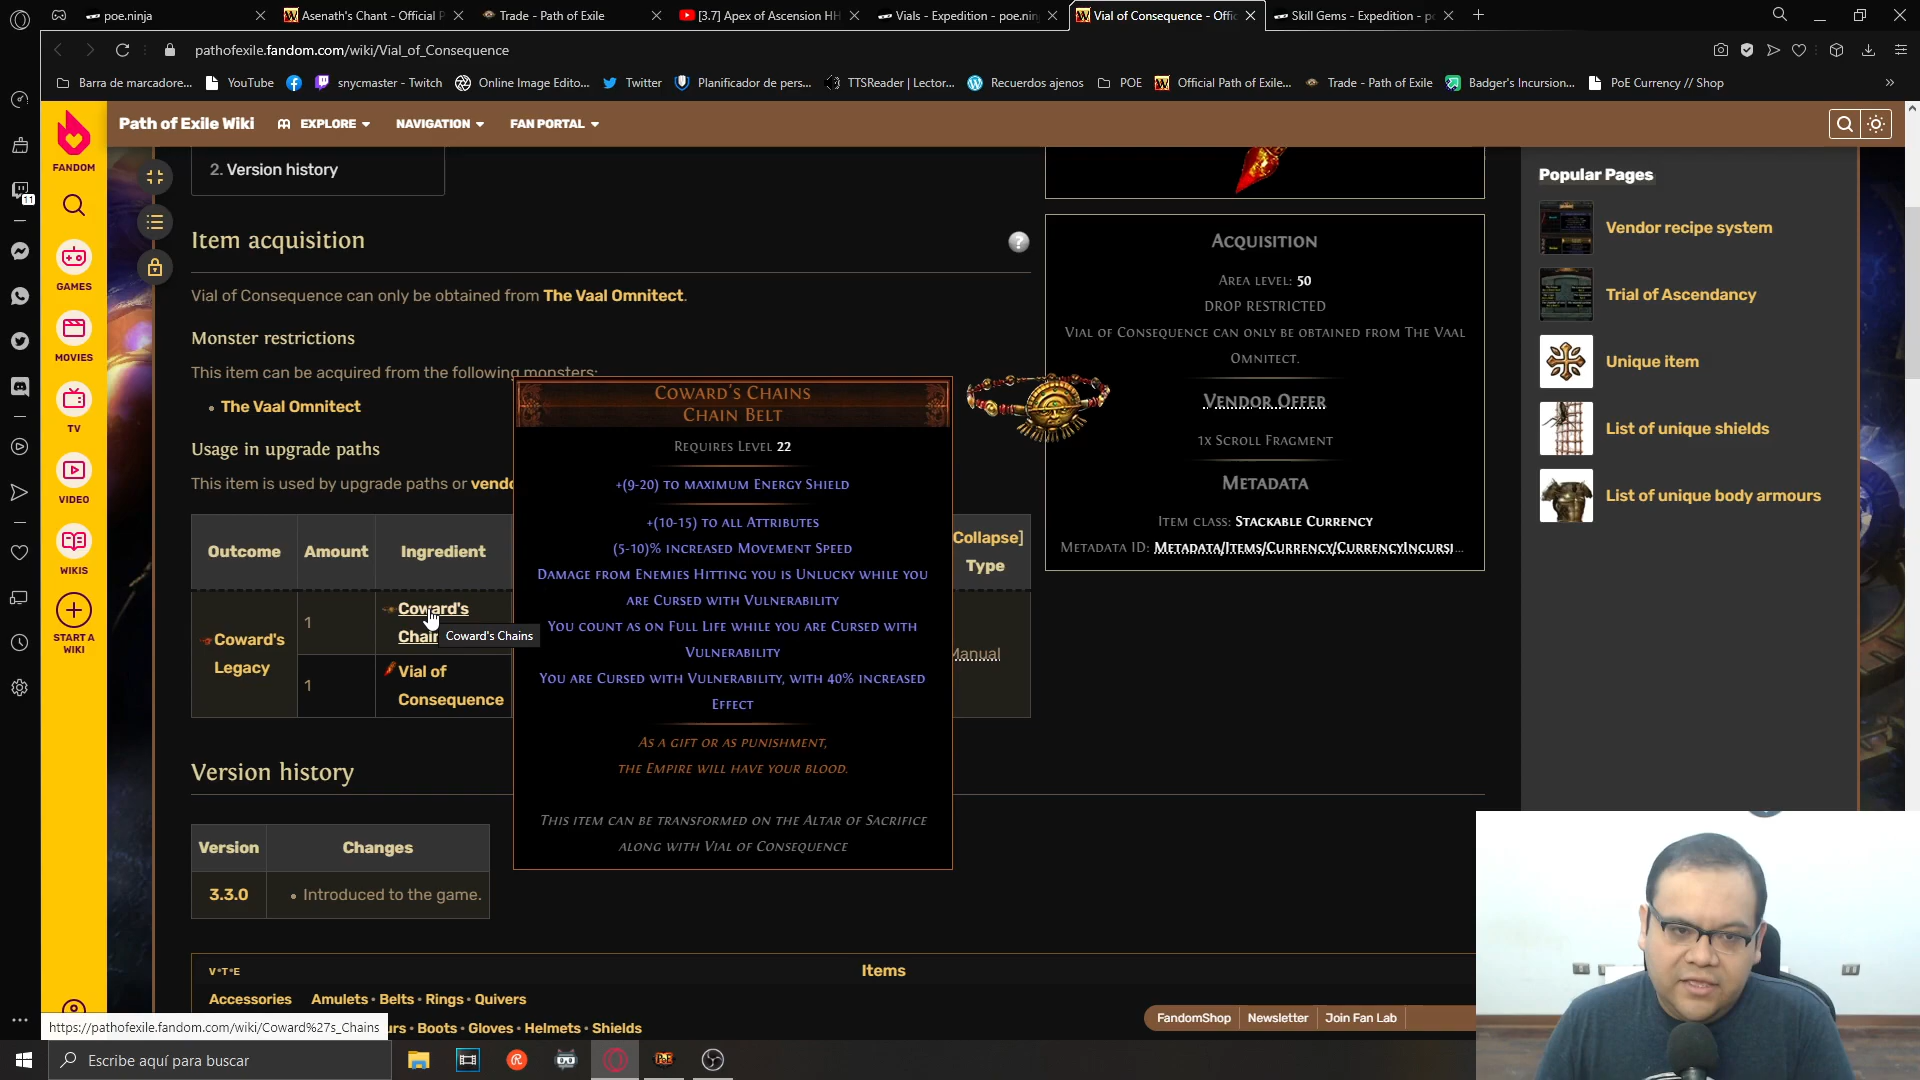 poe.ninja
Asenath's Chant - Official P
Trade - Path of Exile
[3.7] Apex of Ascension HH
Vials - Expedition - poe.nin
Vial of Consequence - Offic
Skill Gems - Expedition - po
pathofexile.fandom.com/wiki/Vial_of_Consequence
Barra de marcadore...
YouTube
snycmaster - Twitch
Online Image Edito...
Twitter
Planificador de pers...
TTSReader | Lector...
Recuerdos ajenos
POE
Official Path of Exile...
Trade - Path of Exile
Badger's Incursion...
PoE Currency // Shop
»
FANDOM
GAMES
MOVIES
TV
VIDEO
WIKIS
START A
WIKI
11
Path of Exile Wiki
EXPLORE
NAVIGATION
FAN PORTAL
2. Version history
Item acquisition
?
Vial of Consequence can only be obtained from The Vaal Omnitect.
Monster restrictions
This item can be acquired from the following monsters:
• The Vaal Omnitect
Usage in upgrade paths
This item is used by upgrade paths or vend
Outcome
Amount
Ingredient
Collapse]
Type
Coward's
Legacy
1
Coward's
Chain
Coward's Chains
1
Vial of
Consequence
Manual
Coward's Chains
Chain Belt
Requires Level 22
+(9-20) to maximum Energy Shield
+(10-15) to all Attributes
(5-10)% increased Movement Speed
Damage from Enemies Hitting you is Unlucky while you
are Cursed with Vulnerability
You count as on Full Life while you are Cursed with
Vulnerability
You are Cursed with Vulnerability, with 40% increased
Effect
As a gift or as punishment,
the Empire will have your blood.
This item can be transformed on the Altar of Sacrifice
along with Vial of Consequence
Acquisition
Area level: 50
DROP RESTRICTED
Vial of Consequence can only be obtained from The Vaal
Omnitect.
Vendor Offer
1x Scroll Fragment
Metadata
Item class: Stackable Currency
Metadata ID: Metadata/Items/Currency/CurrencyIncursi...
Popular Pages
Vendor recipe system
Trial of Ascendancy
Unique item
List of unique shields
List of unique body armours
Version history
Version
Changes
3.3.0
• Introduced to the game.
V•T•E
Items
Accessories
Amulets • Belts • Rings • Quivers
urs • Boots • Gloves • Helmets • Shields
https://pathofexile.fandom.com/wiki/Coward%27s_Chains
FandomShop
Newsletter
Join Fan Lab
Escribe aquí para buscar